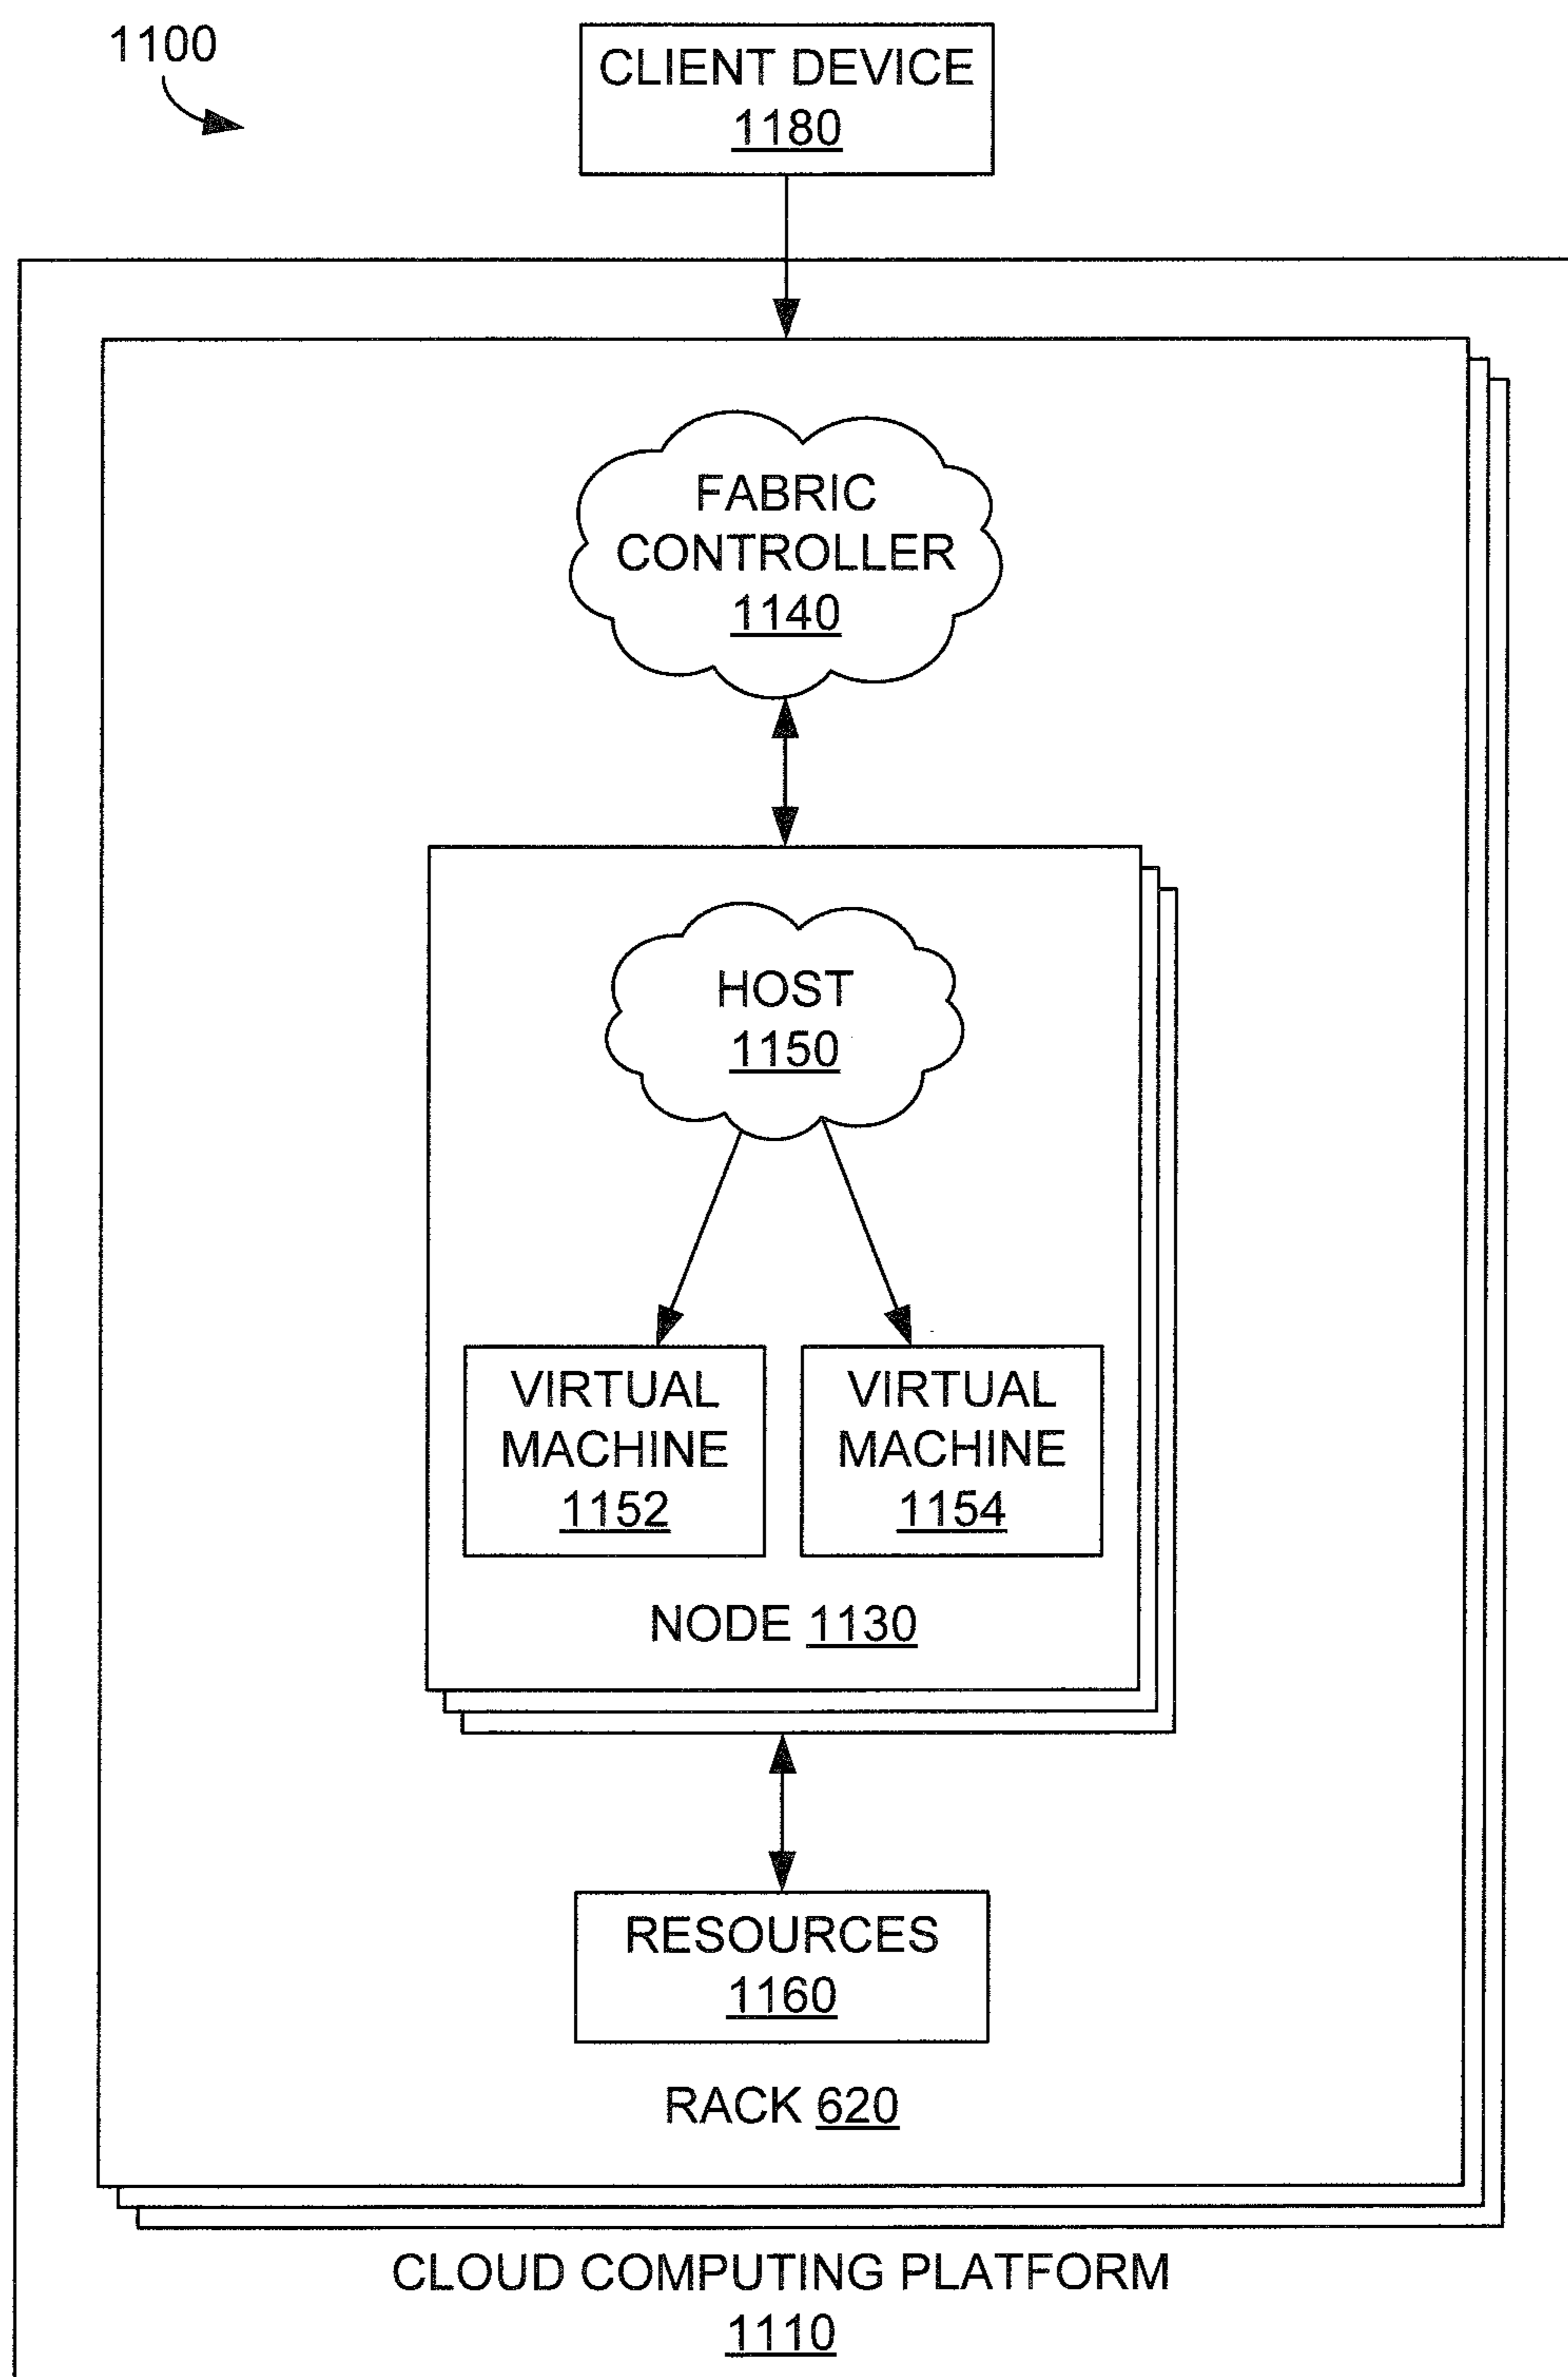 1100
CLIENT DEVICE
1180
FABRIC
CONTROLLER
1140
HOST
1150
VIRTUAL
MACHINE
1152
VIRTUAL
MACHINE
1154
NODE 1130
RESOURCES
1160
RACK 620
CLOUD COMPUTING PLATFORM
1110